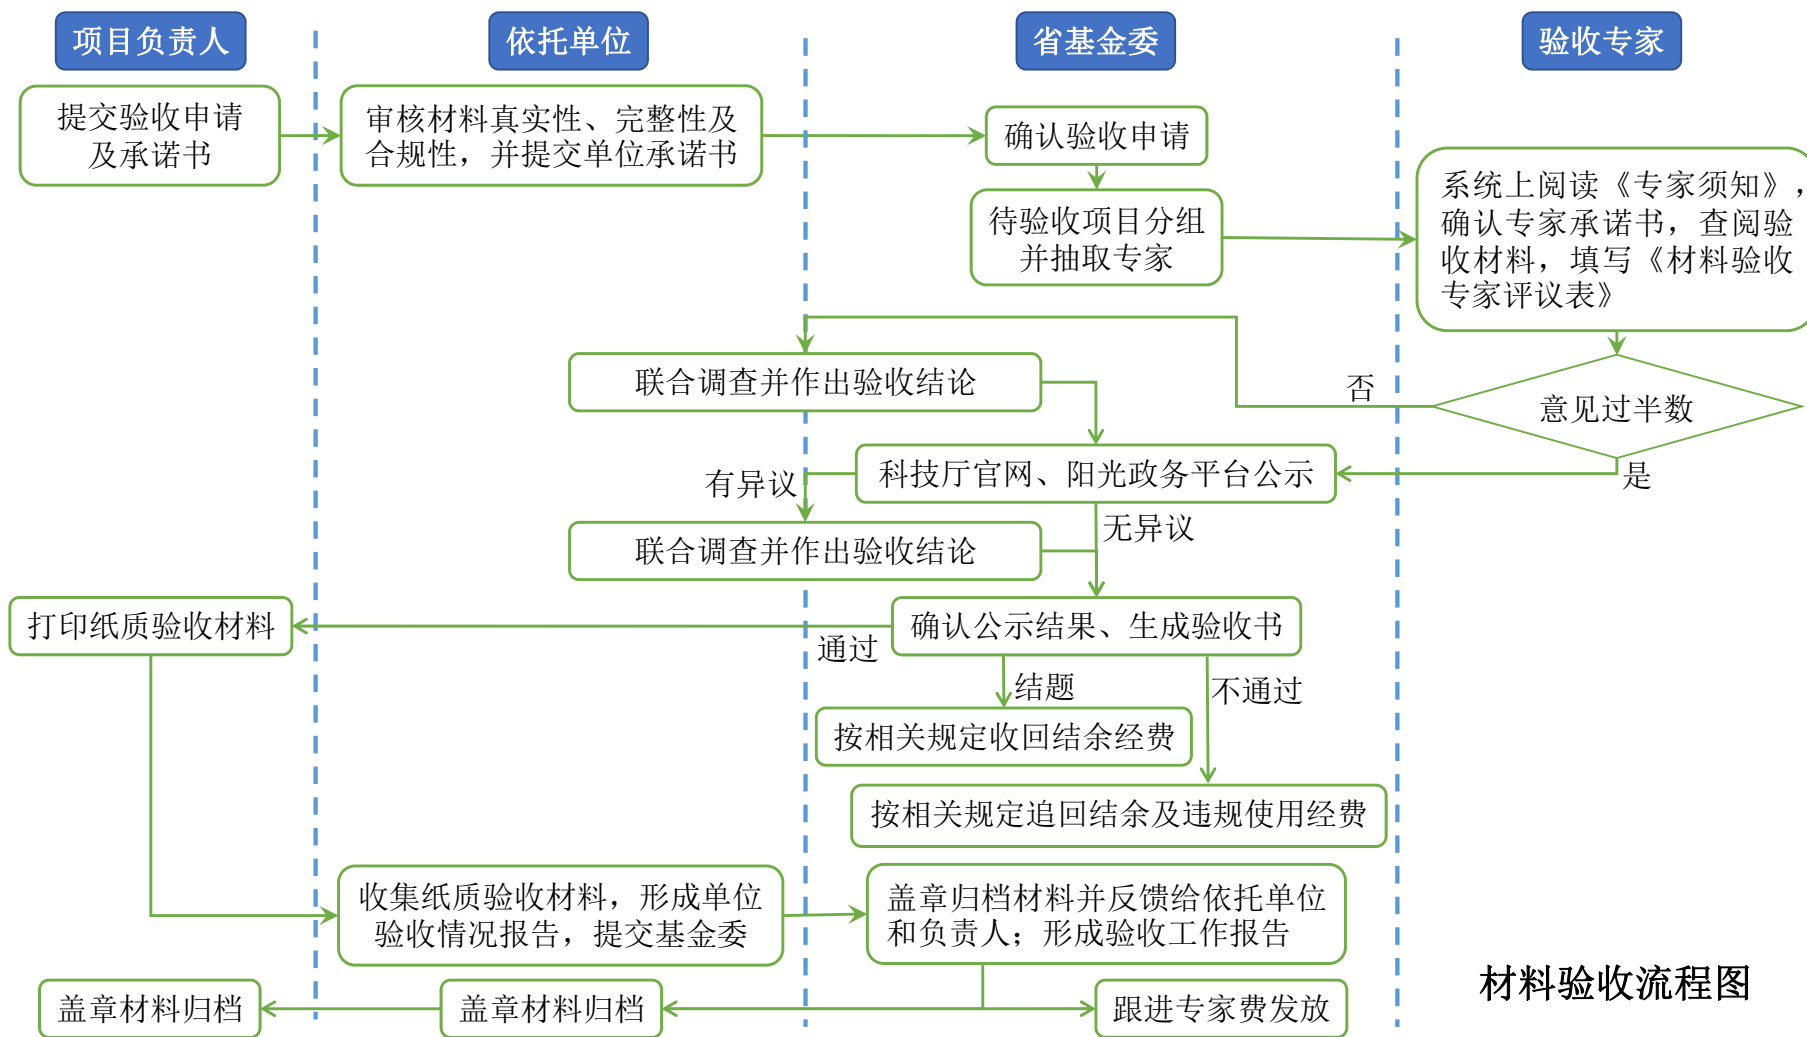 项目负责人
依托单位
省基金委
验收专家
提交验收申请
及承诺书
审核材料真实性、完整性及
合规性，并提交单位承诺书
确认验收申请
待验收项目分组
并抽取专家
系统上阅读《专家须知》，
确认专家承诺书，查阅验
收材料，填写《材料验收
专家评议表》
联合调查并作出验收结论
否
意见过半数
科技厅官网、阳光政务平台公示
有异议
是
无异议
联合调查并作出验收结论
打印纸质验收材料
确认公示结果、生成验收书
通过
结题
不通过
按相关规定收回结余经费
按相关规定追回结余及违规使用经费
收集纸质验收材料，形成单位
验收情况报告，提交基金委
盖章归档材料并反馈给依托单位
和负责人；形成验收工作报告
材料验收流程图
盖章材料归档
盖章材料归档
跟进专家费发放